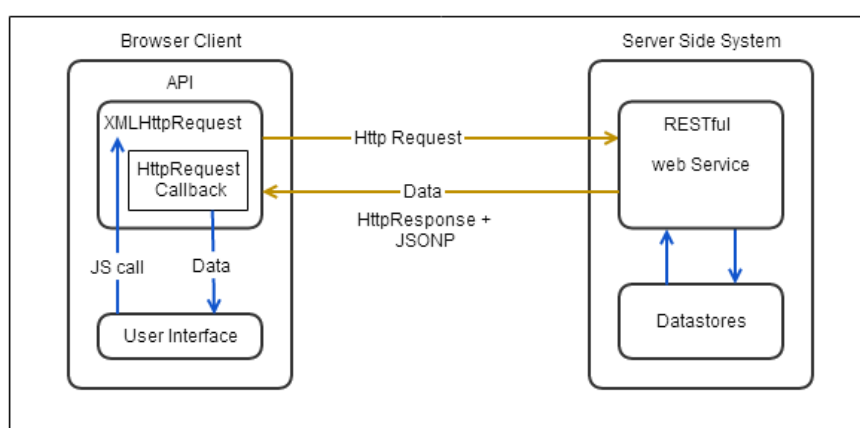 Browser Client
Server Side System
API
XMLHttpRequest
HttpRequest
Callback
JS call
Data
User Interface
Http Request
Data
HttpResponse +
JSONP
RESTful
web Service
Datastores